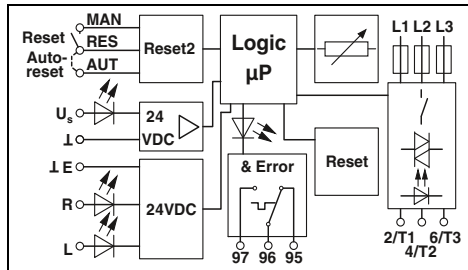 MAN
Reset
RES
Auto-
reset
AUT
Reset2
Logic
µP
L1 L2 L3
Us
24
VDC
⊥
⊥ E
R
L
24VDC
& Error
Reset
97 96 95
2/T1 6/T3
4/T2